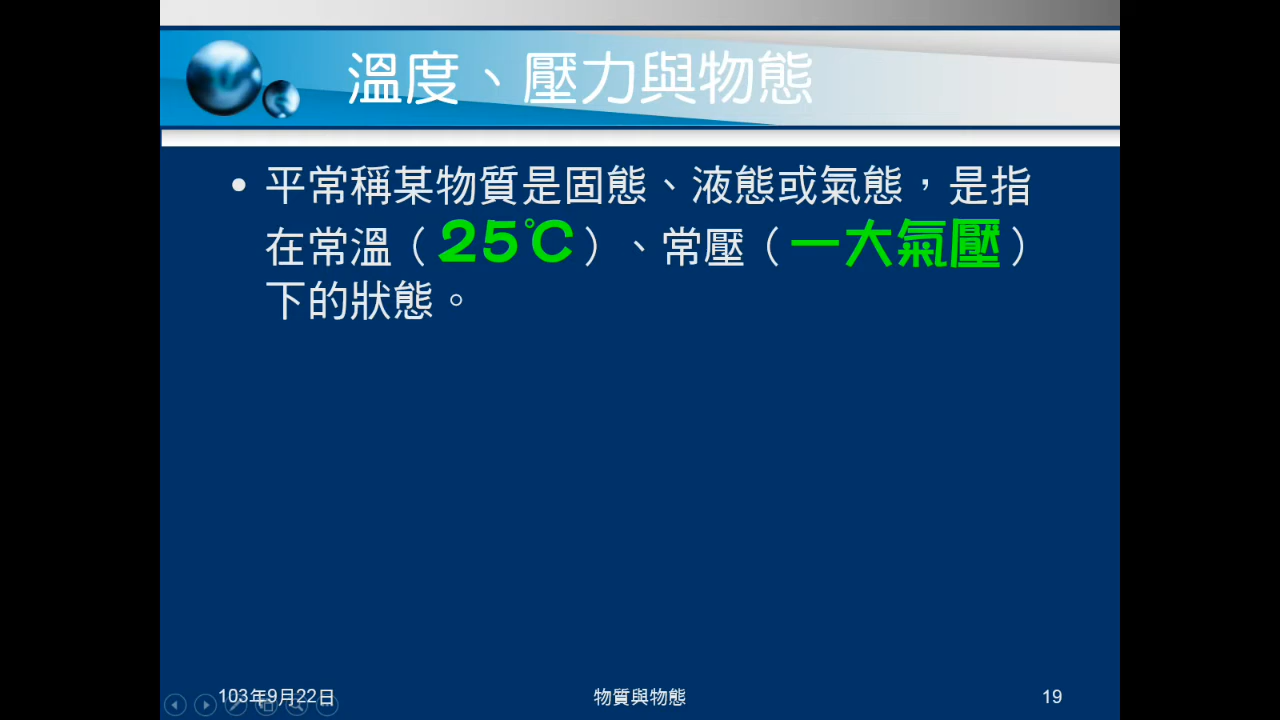 溫度、壓力與物態
• 平常稱某物質是固態、液態或氣態，是指
在常溫（25℃）、常壓（一大氣壓）
下的狀態。
103年9月22日
物質與物態
19